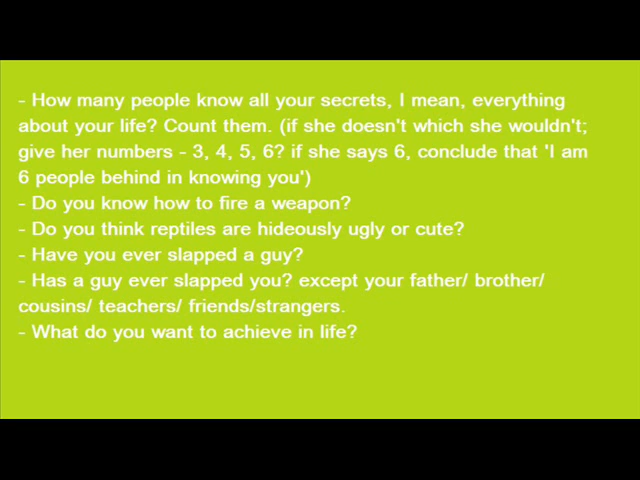 - How many people know all your secrets, I mean, everything
about your life? Count them. (if she doesn't which she wouldn't;
give her numbers - 3, 4, 5, 6? if she says 6, conclude that 'I am
6 people behind in knowing you')
- Do you know how to fire a weapon?
- Do you think reptiles are hideously ugly or cute?
- Have you ever slapped a guy?
- Has a guy ever slapped you? except your father/ brother/
cousins/ teachers/ friends/strangers.
- What do you want to achieve in life?